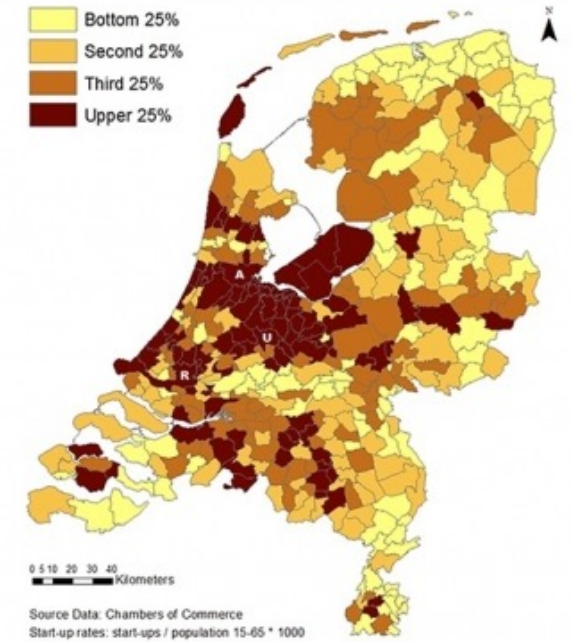 Bottom 25%
Second 25%
Third 25%
Upper 25%
N
A
U
R
0 5 10 20 30 40
Kilometers
Source Data: Chambers of Commerce
Start-up rates: start-ups / population 15-65 * 1000